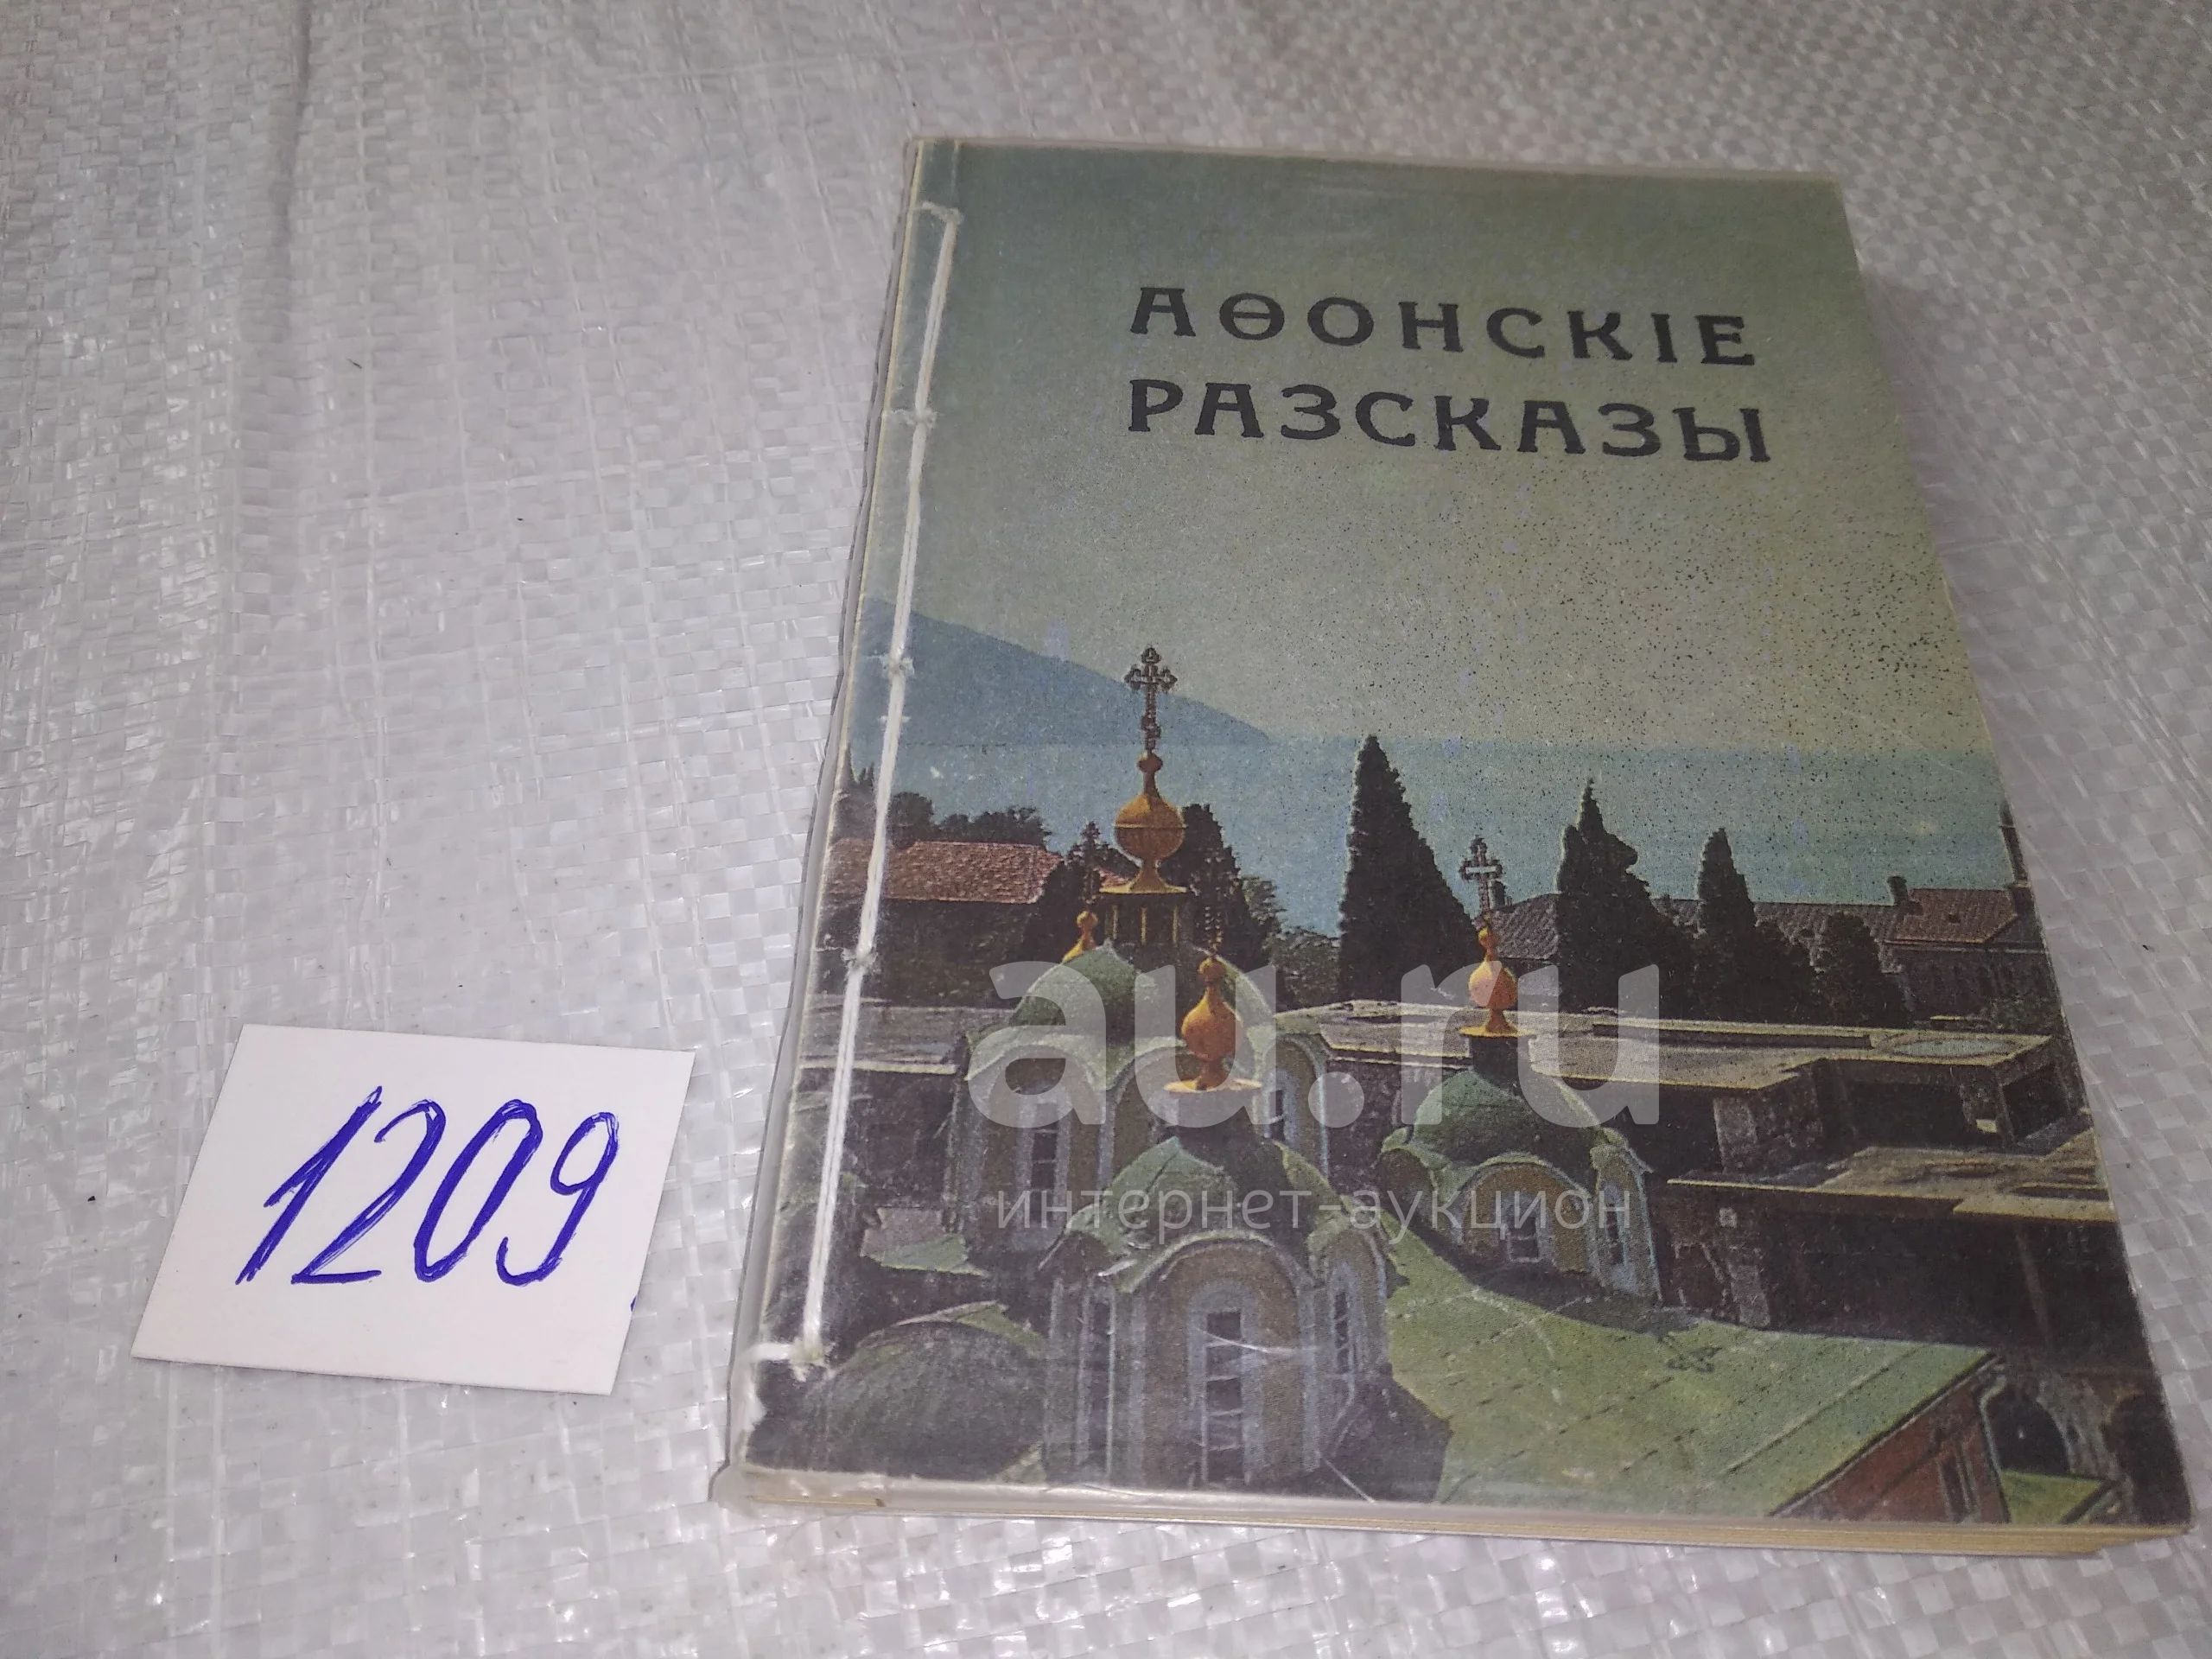 АѲОНСКІЕ
РАЗСКАЗЫ
au.ru
интернет-аукцион
1209